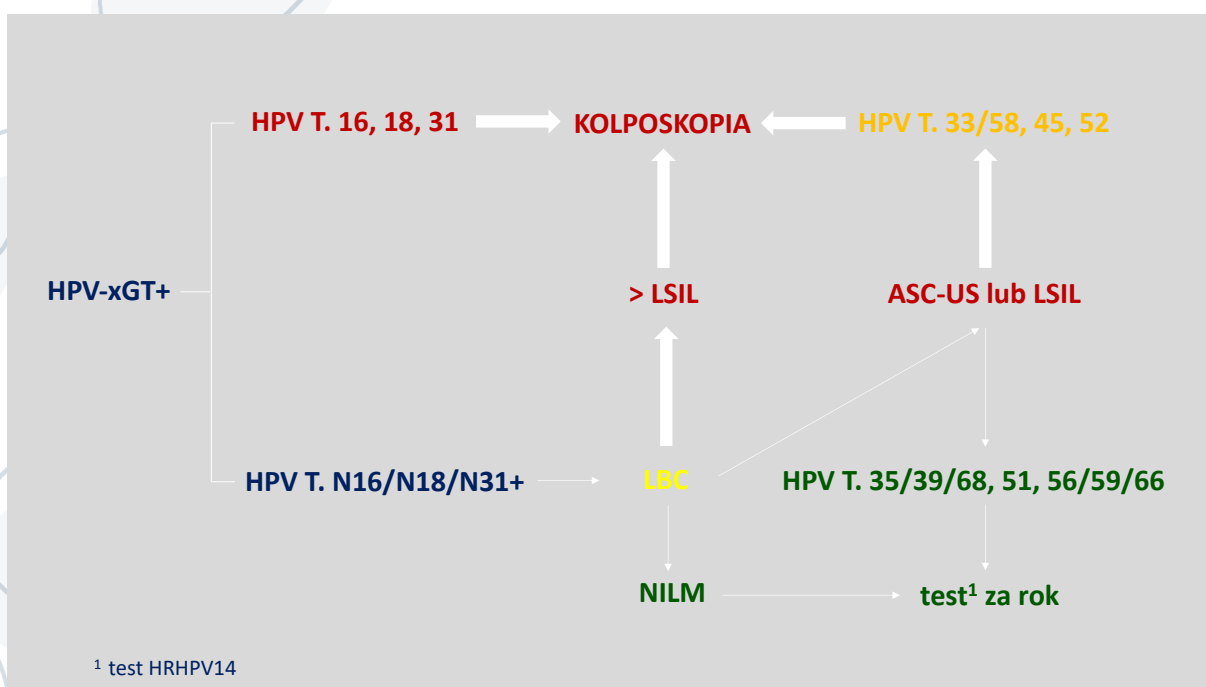 HPV T. 16, 18, 31
KOLPOSKOPIA
HPV T. 33/58, 45, 52
HPV-xGT+
> LSIL
ASC-US lub LSIL
HPV T. N16/N18/N31+
LBC
HPV T. 35/39/68, 51, 56/59/66
NILM
test¹ za rok
¹ test HRHPV14